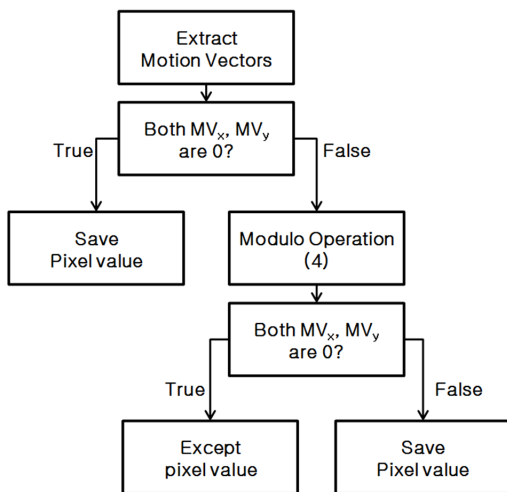 Extract
Motion Vectors
Both MVx, MVy
are 0?
True
False
Save
Pixel value
Modulo Operation
(4)
Both MVx, MVy
are 0?
True
False
Except
pixel value
Save
Pixel value